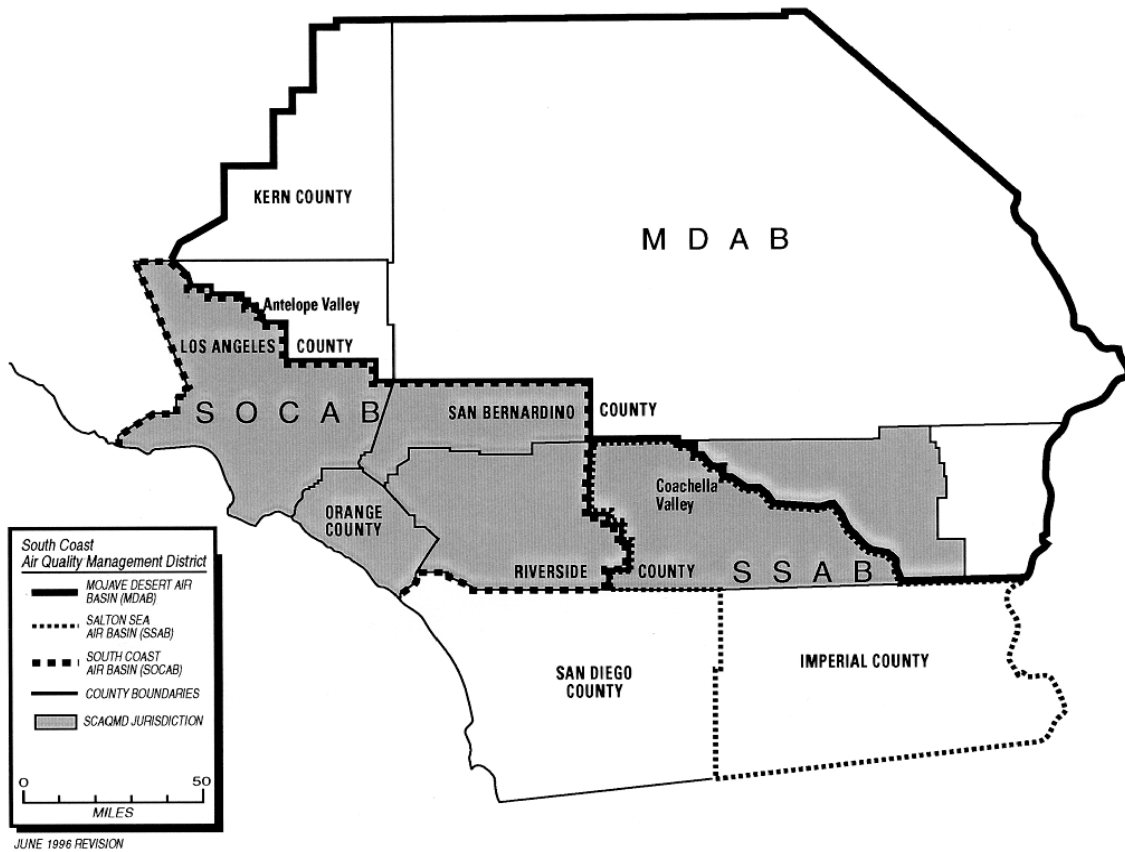 KERN COUNTY
M D A B
Antelope Valley
LOS ANGELES COUNTY
S O C A B
SAN BERNARDINO COUNTY
Coachella
Valley
ORANGE
COUNTY
RIVERSIDE COUNTY
S S A B
SAN DIEGO
COUNTY
IMPERIAL COUNTY
South Coast
Air Quality Management District
MOJAVE DESERT AIR
BASIN (MDAB)
SALTON SEA
AIR BASIN (SSAB)
SOUTH COAST
AIR BASIN (SOCAB)
COUNTY BOUNDARIES
SCAQMD JURISDICTION
0 50
MILES
JUNE 1996 REVISION